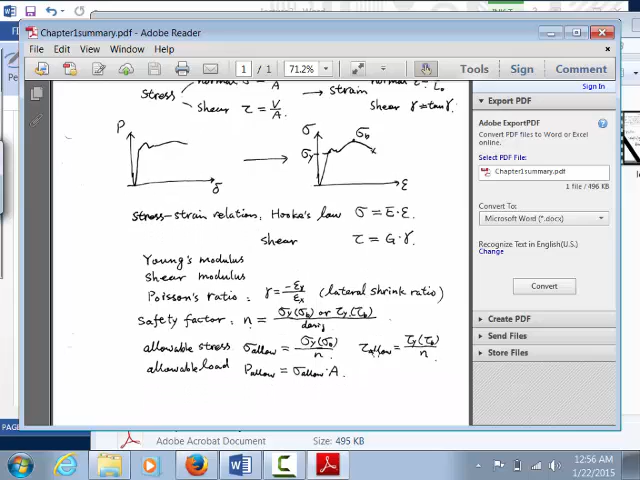 Chapter1summary.pdf - Adobe Reader
File Edit View Window Help
1 / 1 71.2% Tools Sign Comment
Sign In
Export PDF
Adobe ExportPDF
Convert PDF files to Word or Excel online.
Select PDF File:
Chapter1summary.pdf
1 file / 496 KB
Convert To:
Microsoft Word (*.docx)
Recognize Text in English(U.S.)
Change
Convert
Create PDF
Send Files
Store Files
Stress
→ Strain
shear τ = V/A.
shear γ = tan γ.
P
δ
σ
σy
σb
ε
stress-strain relation, Hooke's law σ = E·ε.
shear τ = G·γ
Young's modulus
Shear modulus
Poisson's ratio: γ = -εy/εx (lateral shrink ratio)
Safety factor: n = σy(σb) or τy(τb)
allowable stress σallow = σy(σb)/n τallow = τy(τb)/n.
allowable load Pallow = σallow·A.
Adobe Acrobat Document Size: 495 KB
12:56 AM
1/22/2015